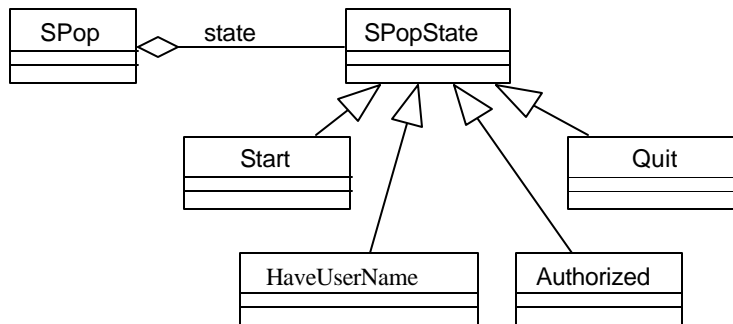 SPop
state
SPopState
Start
Quit
HaveUserName
Authorized